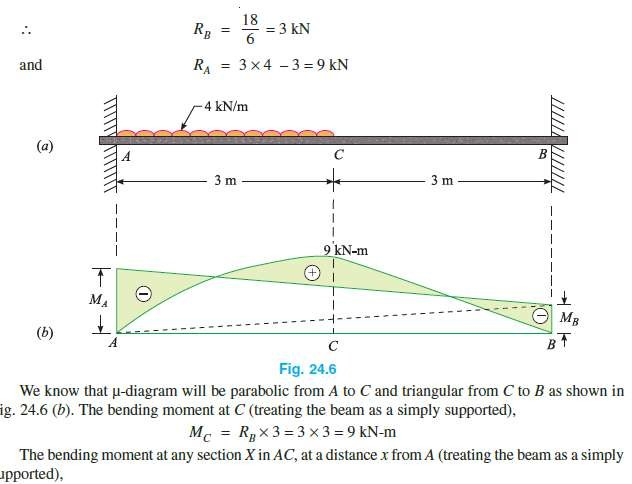 ∴ R_B = 18/6 = 3 kN
and R_A = 3 × 4 – 3 = 9 kN
4 kN/m
(a)
A C B
3 m 3 m
9 kN-m
+
– –
M_A M_B
(b)
A C B
Fig. 24.6
We know that μ-diagram will be parabolic from A to C and triangular from C to B as shown in
ig. 24.6 (b). The bending moment at C (treating the beam as a simply supported),
M_C = R_B × 3 = 3 × 3 = 9 kN-m
The bending moment at any section X in AC, at a distance x from A (treating the beam as a simply
upported),